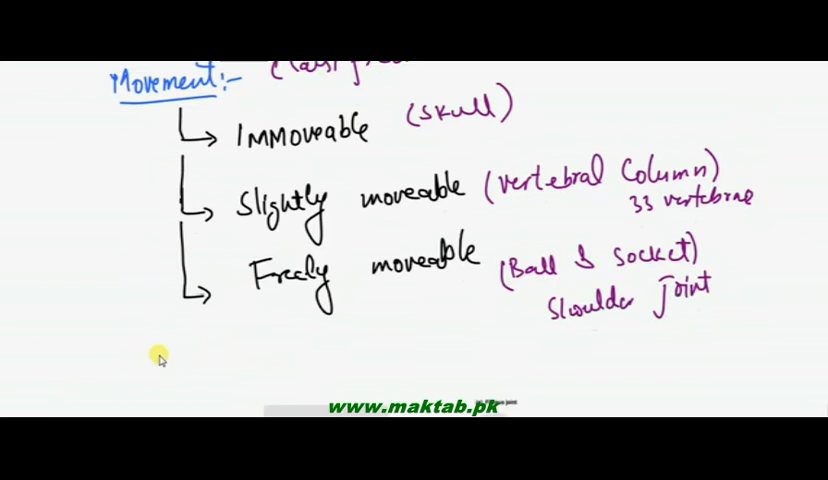 Movement:-
Immoveable (Skull)
Slightly moveable (Vertebral Column)
33 vertebrae
Freely moveable (Ball & Socket)
Shoulder joint
www.maktab.pk